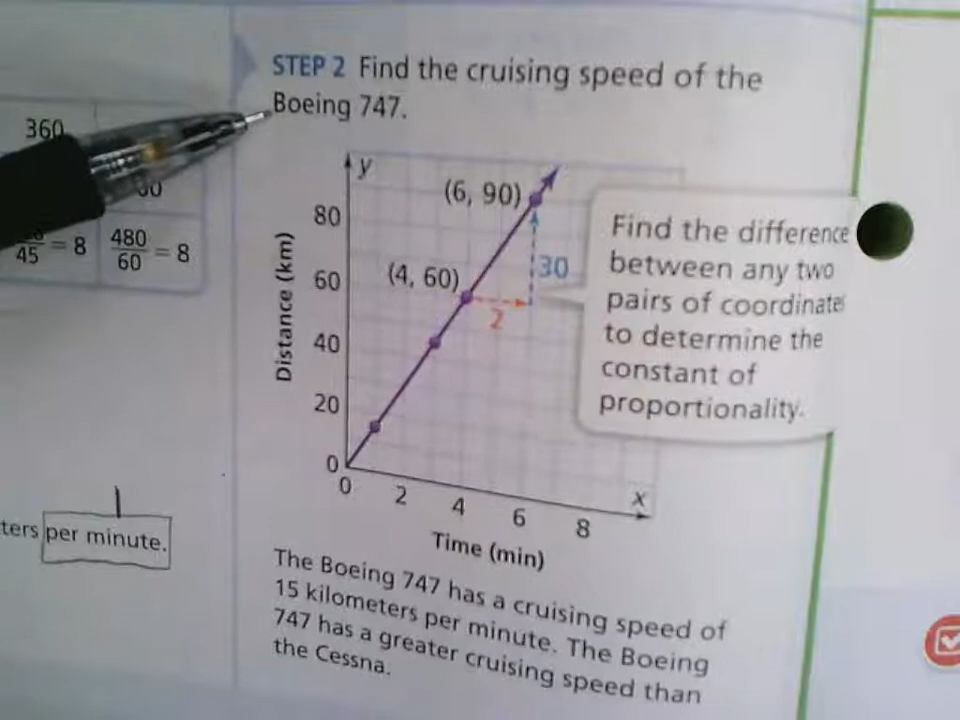 360
45 = 8
480
60 = 8
ters per minute.
STEP 2 Find the cruising speed of the
Boeing 747.
y
(6, 90)
80
60
40
20
0
Distance (km)
(4, 60)
30
2
0 2 4 6 8
x
Time (min)
Find the difference
between any two
pairs of coordinates
to determine the
constant of
proportionality.
The Boeing 747 has a cruising speed of
15 kilometers per minute. The Boeing
747 has a greater cruising speed than
the Cessna.